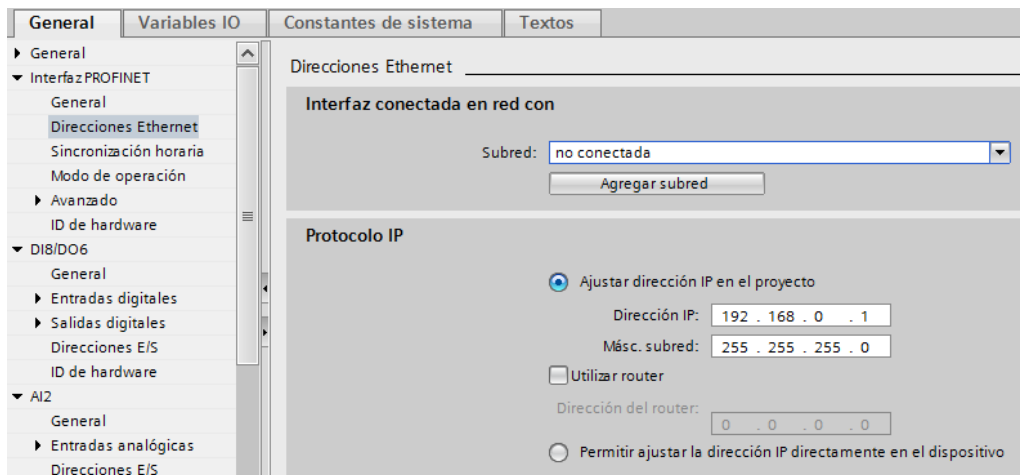 General Variables IO Constantes de sistema Textos
General
Interfaz PROFINET
General
Direcciones Ethernet
Sincronización horaria
Modo de operación
Avanzado
ID de hardware
DI8/DO6
General
Entradas digitales
Salidas digitales
Direcciones E/S
ID de hardware
AI2
General
Entradas analógicas
Direcciones E/S
Direcciones Ethernet
Interfaz conectada en red con
Subred: no conectada
Agregar subred
Protocolo IP
Ajustar dirección IP en el proyecto
Dirección IP: 192 . 168 . 0 . 1
Másc. subred: 255 . 255 . 255 . 0
Utilizar router
Dirección del router: 0 . 0 . 0 . 0
Permitir ajustar la dirección IP directamente en el dispositivo